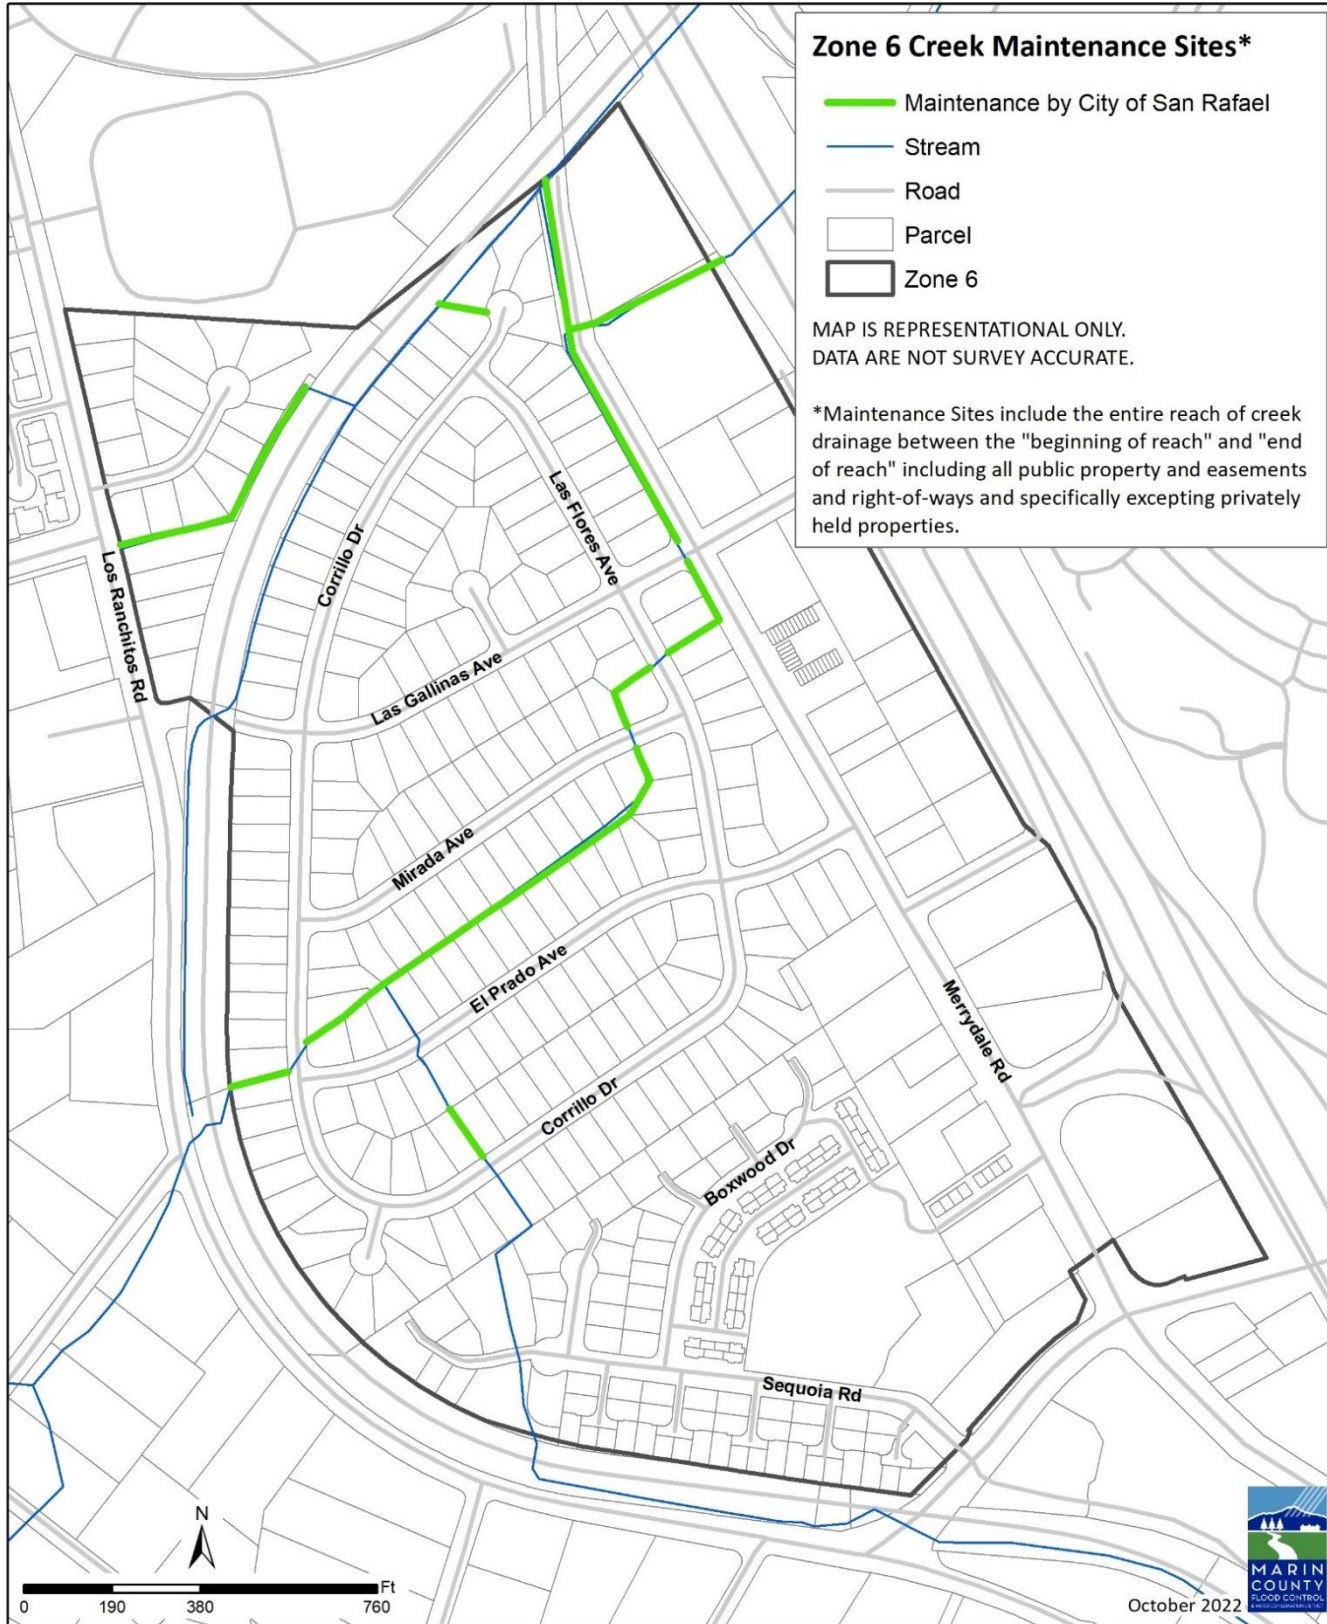 Zone 6 Creek Maintenance Sites*
Maintenance by City of San Rafael
Stream
Road
Parcel
Zone 6
MAP IS REPRESENTATIONAL ONLY.
DATA ARE NOT SURVEY ACCURATE.
*Maintenance Sites include the entire reach of creek
drainage between the "beginning of reach" and "end
of reach" including all public property and easements
and right-of-ways and specifically excepting privately
held properties.
Las Flores Ave
Corrillo Dr
Los Ranchitos Rd
Las Gallinas Ave
Mirada Ave
El Prado Ave
Merrydale Rd
Corrillo Dr
Boxwood Dr
Sequoia Rd
N
Ft
0 190 380 760
October 2022
MARIN
COUNTY
FLOOD CONTROL